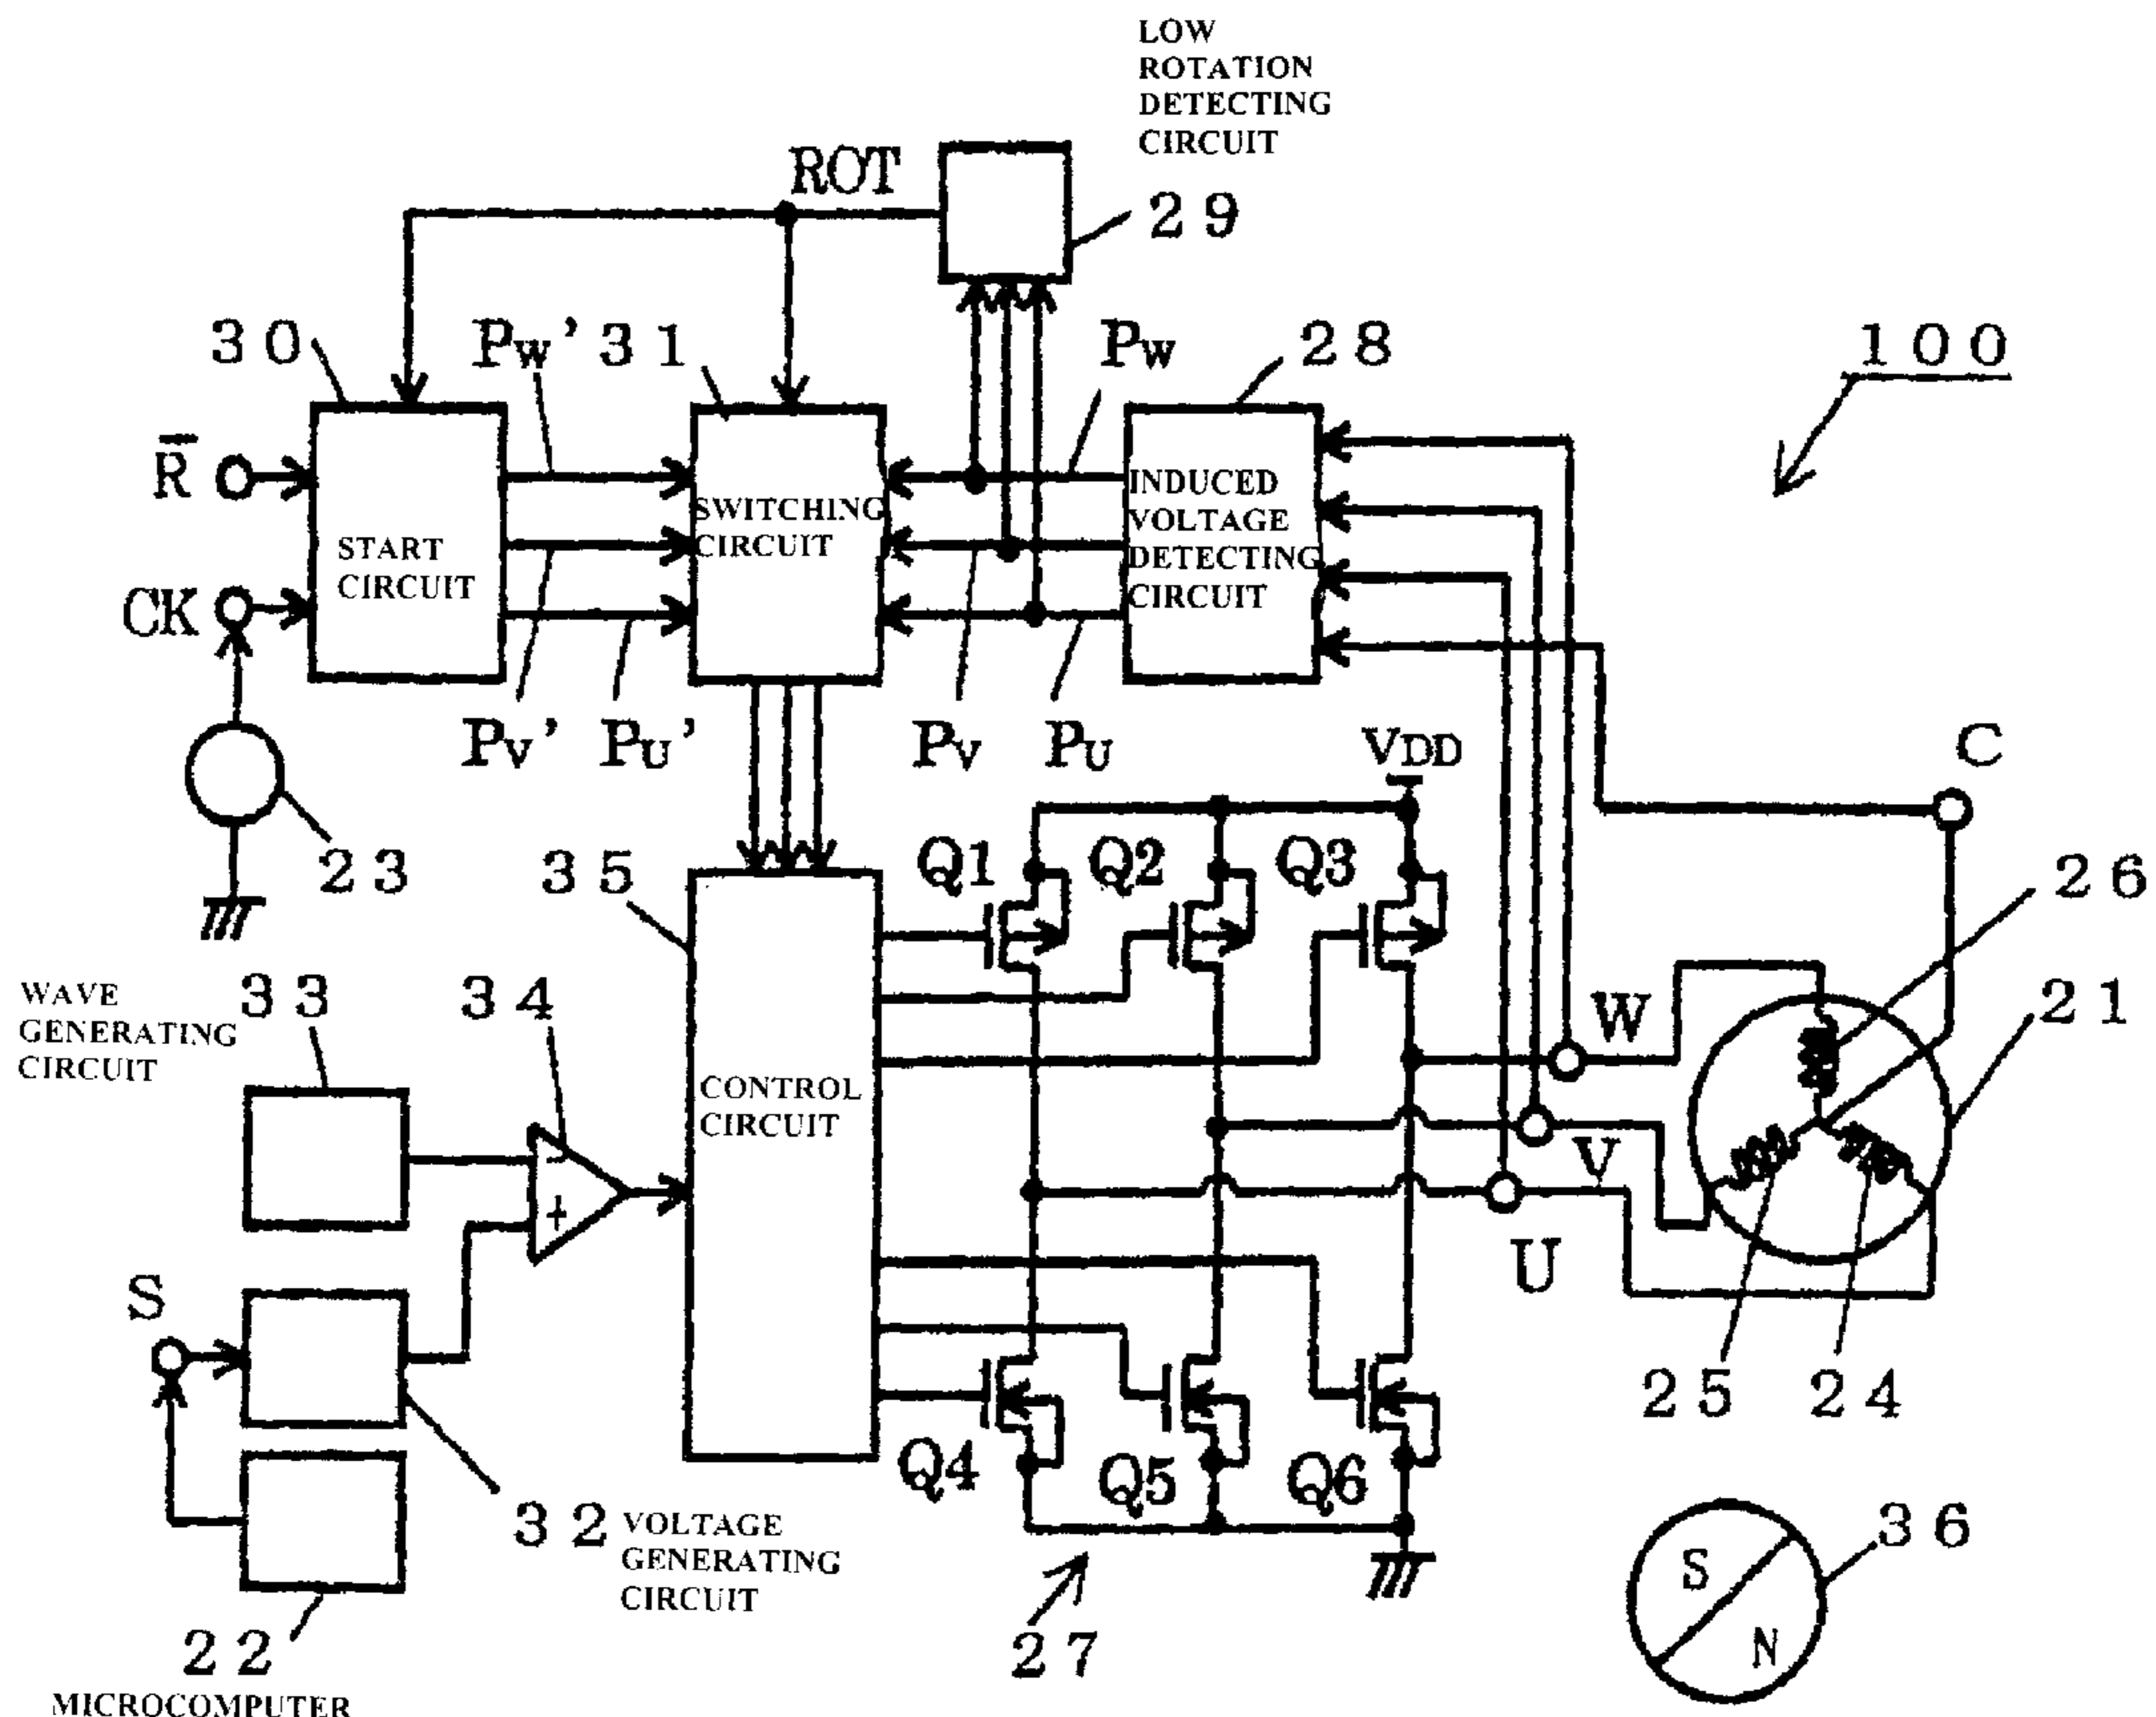 LOW
ROTATION
DETECTING
CIRCUIT
ROT
29
30
Pw'
31
Pw
28
100
R̅
START
CIRCUIT
SWITCHING
CIRCUIT
INDUCED
VOLTAGE
DETECTING
CIRCUIT
CK
Pv'
Pu'
Pv
Pu
VDD
C
23
35
Q1
Q2
Q3
26
WAVE
GENERATING
CIRCUIT
33
34
W
21
CONTROL
CIRCUIT
-
+
V
U
S
25
24
Q4
Q5
Q6
32
VOLTAGE
GENERATING
CIRCUIT
27
36
S
N
22
MICROCOMPUTER